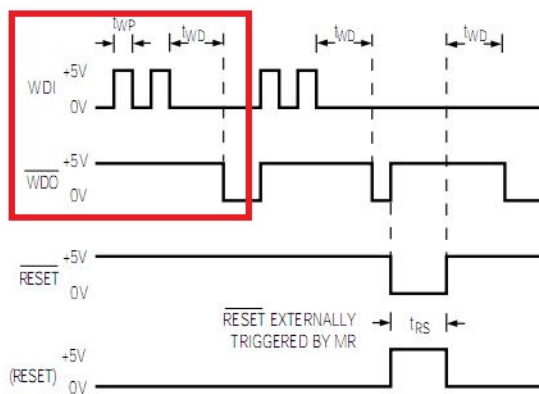 tWP
tWD
tWD
tWD
WDI
+5V
0V
WDO
+5V
0V
RESET
+5V
0V
RESET EXTERNALLY
TRIGGERED BY MR
tRS
(RESET)
+5V
0V